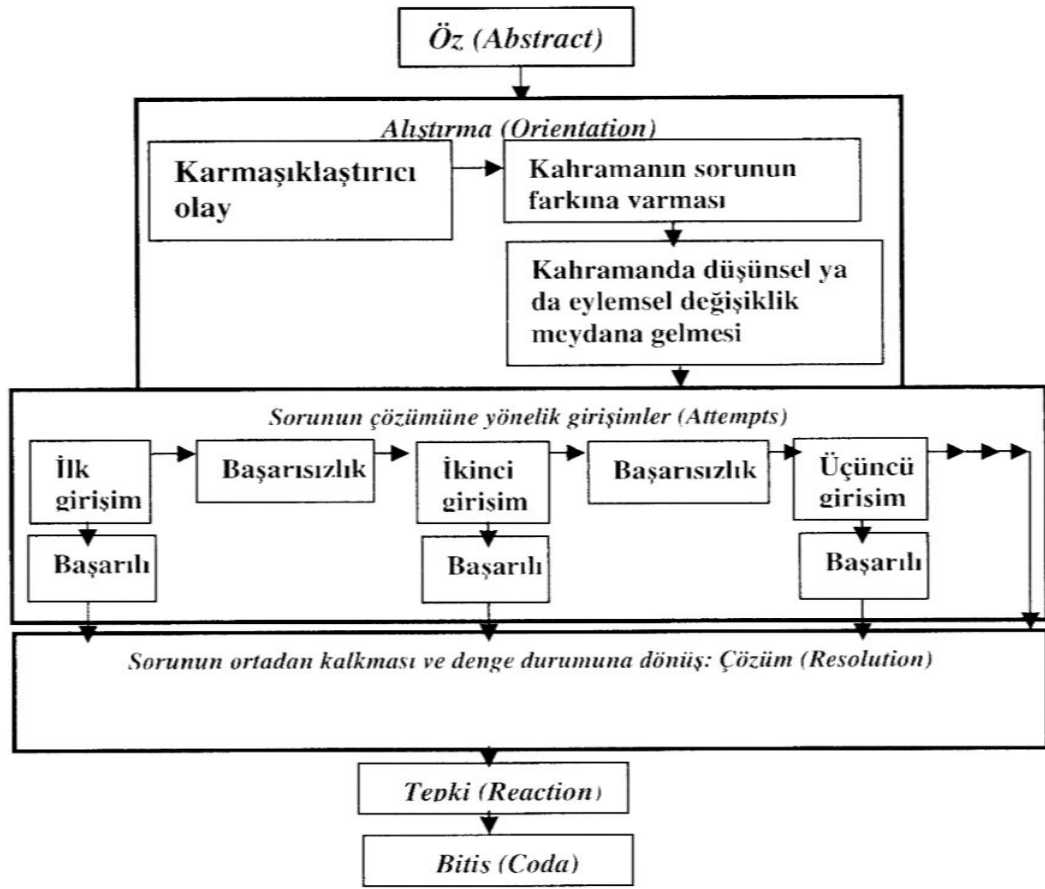 Öz (Abstract)
Alıştırma (Orientation)
Karmaşıklaştırıcı
olay
Kahramanın sorunun
farkına varması
Kahramanda düşünsel ya
da eylemsel değişiklik
meydana gelmesi
Sorunun çözümüne yönelik girişimler (Attempts)
İlk
girişim
Başarısızlık
İkinci
girişim
Başarısızlık
Üçüncü
girişim
Başarılı
Başarılı
Başarılı
Sorunun ortadan kalkması ve denge durumuna dönüş: Çözüm (Resolution)
Tepki (Reaction)
Bitis (Coda)